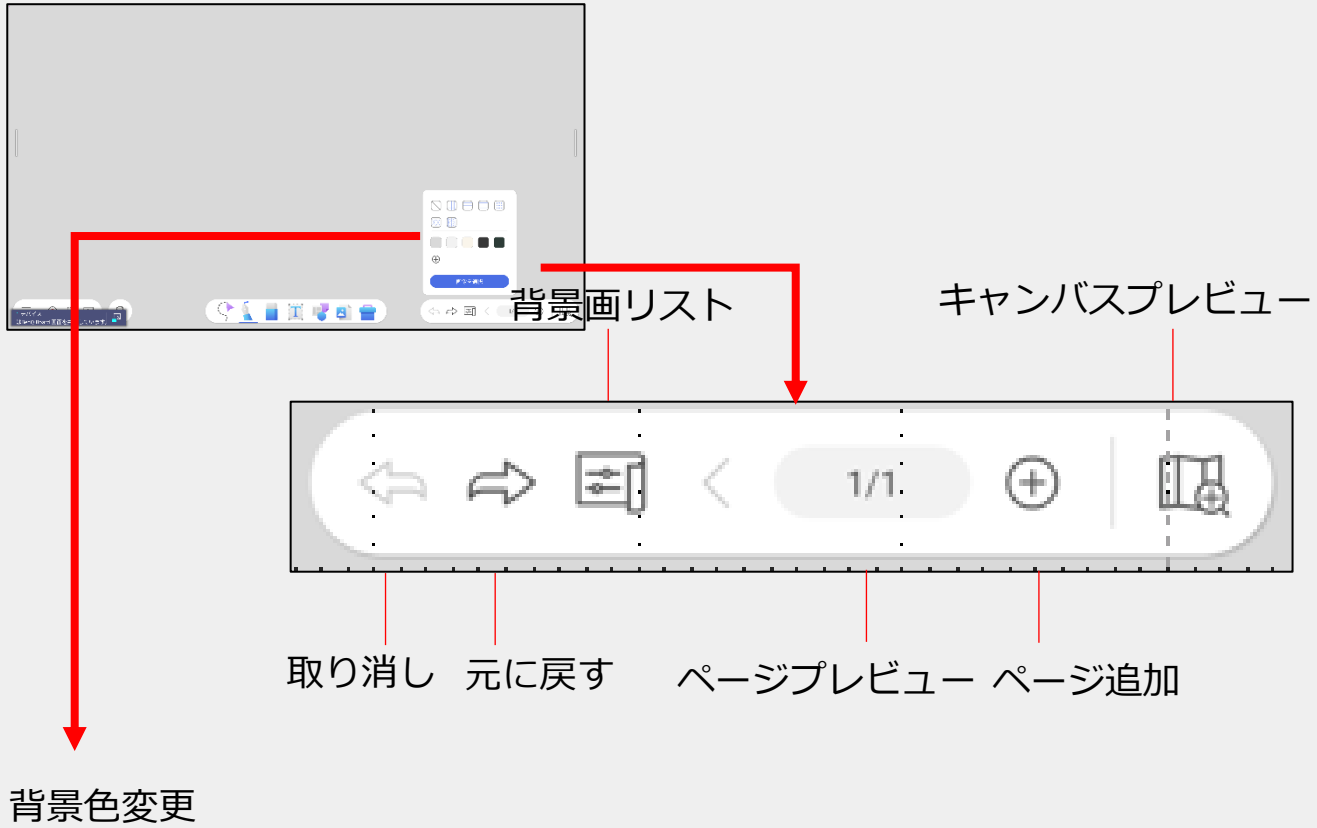 背景画リスト
キャンバスプレビュー
1/1
取り消し
元に戻す
ページプレビュー
ページ追加
背景色変更